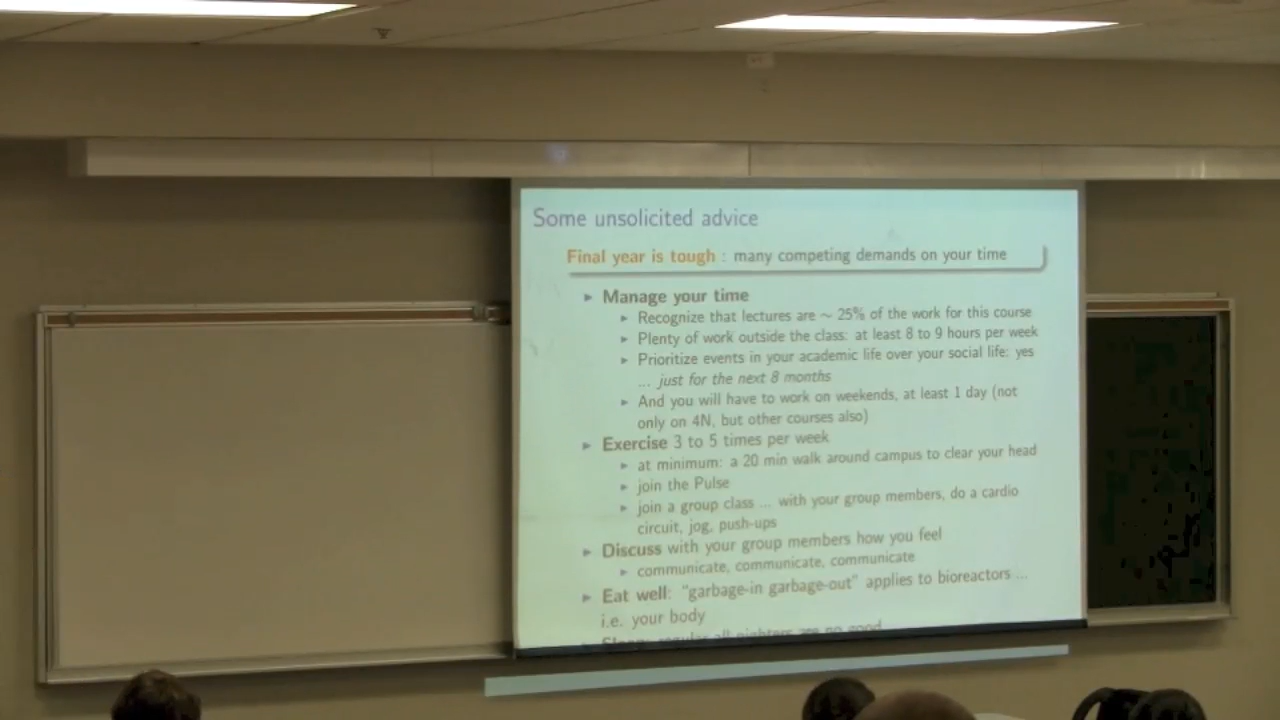 Some unsolicited advice
Final year is tough : many competing demands on your time
Manage your time
Recognize that lectures are ~ 25% of the work for this course
Plenty of work outside the class: at least 8 to 9 hours per week
Prioritize events in your academic life over your social life: yes
... just for the next 8 months
And you will have to work on weekends, at least 1 day (not
only on 4N, but other courses also)
Exercise 3 to 5 times per week
at minimum: a 20 min walk around campus to clear your head
join the Pulse
join a group class ... with your group members, do a cardio
circuit, jog, push-ups
Discuss with your group members how you feel
communicate, communicate, communicate
Eat well: "garbage-in garbage-out" applies to bioreactors ...
i.e. your body
Sleep: regular all-nighters are no good